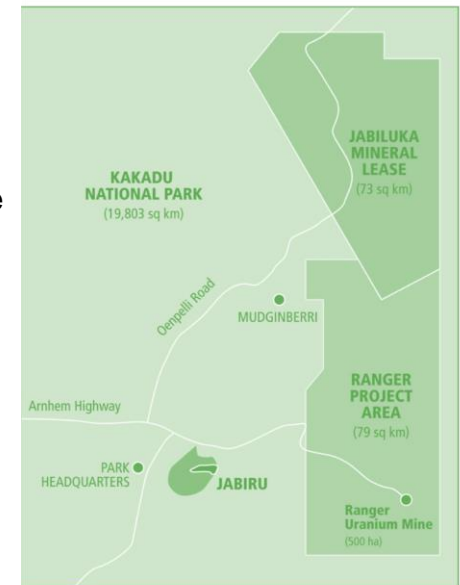 JABILUKA
MINERAL
LEASE
(73 sq km)
KAKADU
NATIONAL PARK
(19,803 sq km)
e
Oenpelli Road
MUDGINBERRI
RANGER
PROJECT
AREA
(79 sq km)
Arnhem Highway
PARK
HEADQUARTERS
JABIRU
Ranger
Uranium Mine
(500 ha)